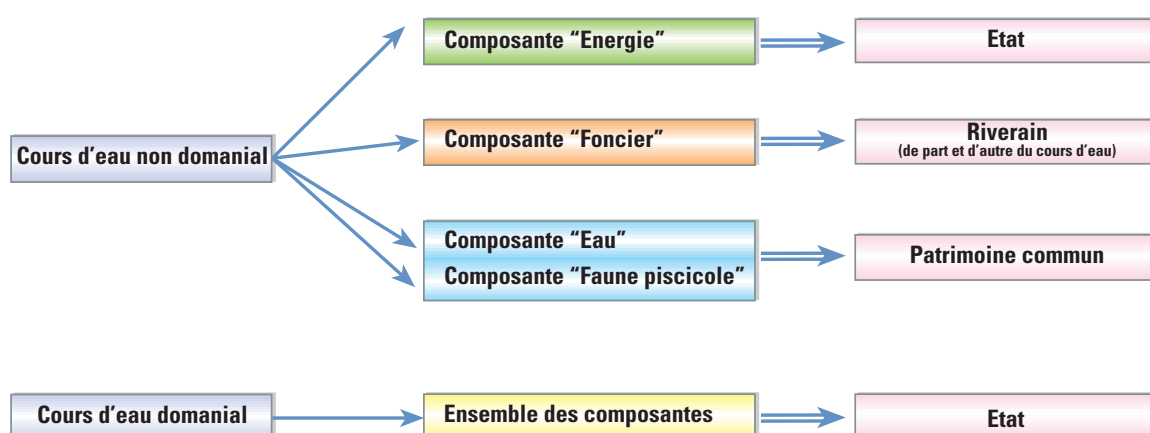 Composante “Energie”
Etat
Cours d'eau non domanial
Composante “Foncier”
Riverain
(de part et d'autre du cours d'eau)
Composante “Eau”
Composante “Faune piscicole”
Patrimoine commun
Cours d'eau domanial
Ensemble des composantes
Etat